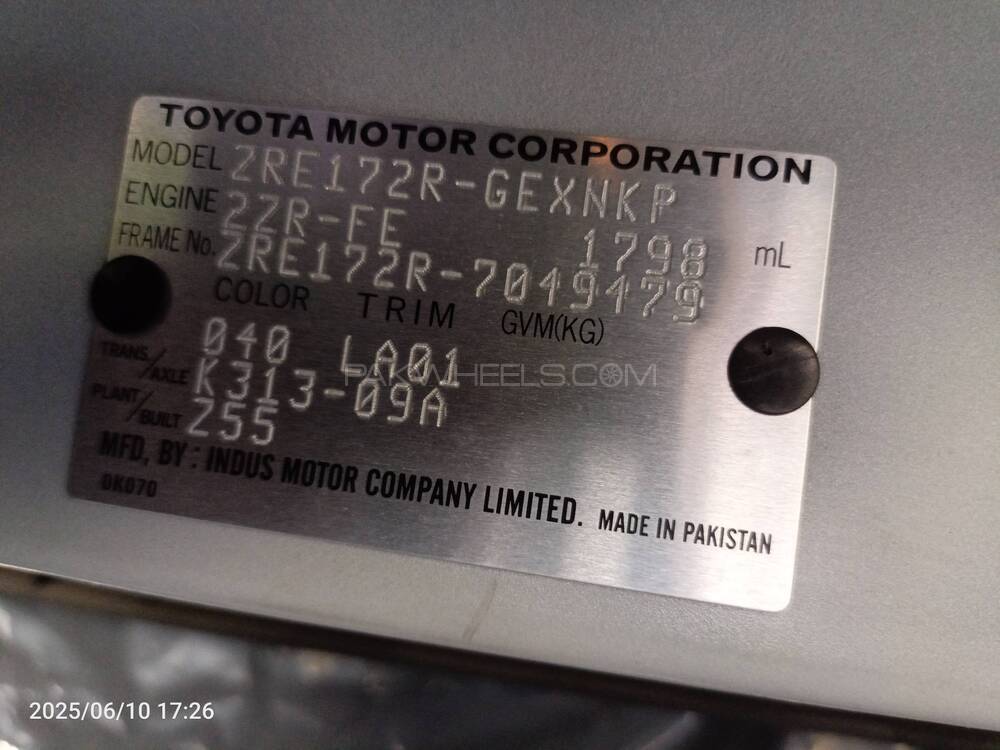 TOYOTA MOTOR CORPORATION
MODEL ZRE172R-GEXNKP
ENGINE 2ZR-FE 1798 mL
FRAME No. ZRE172R-7049479
COLOR TRIM GVM(KG)
040 LA01
TRANS/AXLE K313-09A
PLANT/BUILT Z55
MFD, BY : INDUS MOTOR COMPANY LIMITED. MADE IN PAKISTAN
0K070
PAKWHEELS.COM
2025/06/10 17:26